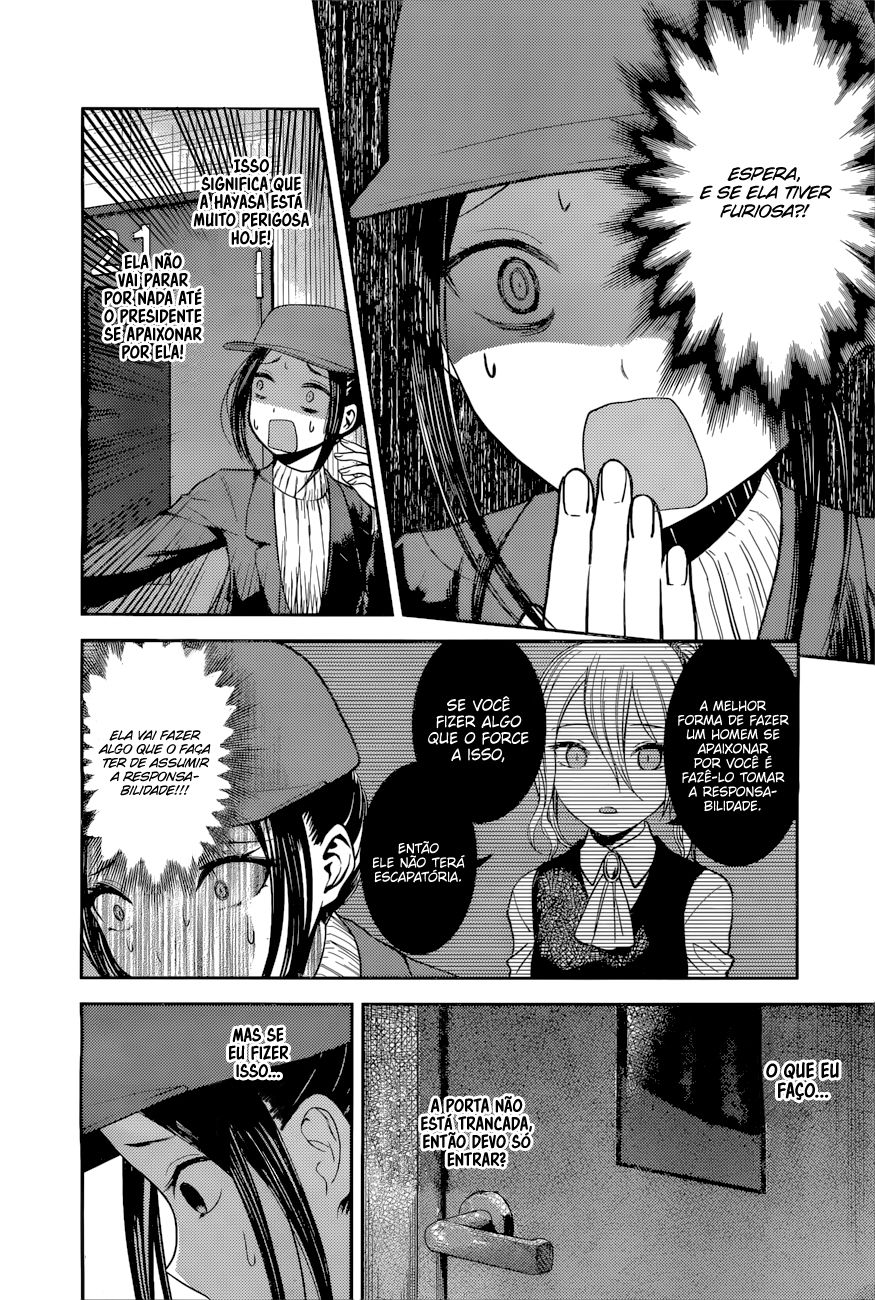 ESPERA,
E SE ELA TIVER
FURIOSA?!
ISSO
SIGNIFICA QUE
A HAYASA ESTÁ
MUITO PERIGOSA
HOJE!
21
ELA NÃO
VAI PARAR
POR NADA ATÉ
O PRESIDENTE
SE APAIXONAR
POR ELA!
A MELHOR
FORMA DE FAZER
UM HOMEM SE
APAIXONAR
POR VOCÊ É
FAZÊ-LO TOMAR
A RESPONSA-
BILIDADE.
SE VOCÊ
FIZER ALGO
QUE O FORCE
A ISSO,
ENTÃO
ELE NÃO TERÁ
ESCAPATÓRIA.
ELA VAI FAZER
ALGO QUE O FAÇA
TER DE ASSUMIR
A RESPONSA-
BILIDADE!!!
O QUE EU
FAÇO...
A PORTA NÃO
ESTÁ TRANCADA,
ENTÃO DEVO SÓ
ENTRAR?
MAS SE
EU FIZER
ISSO...